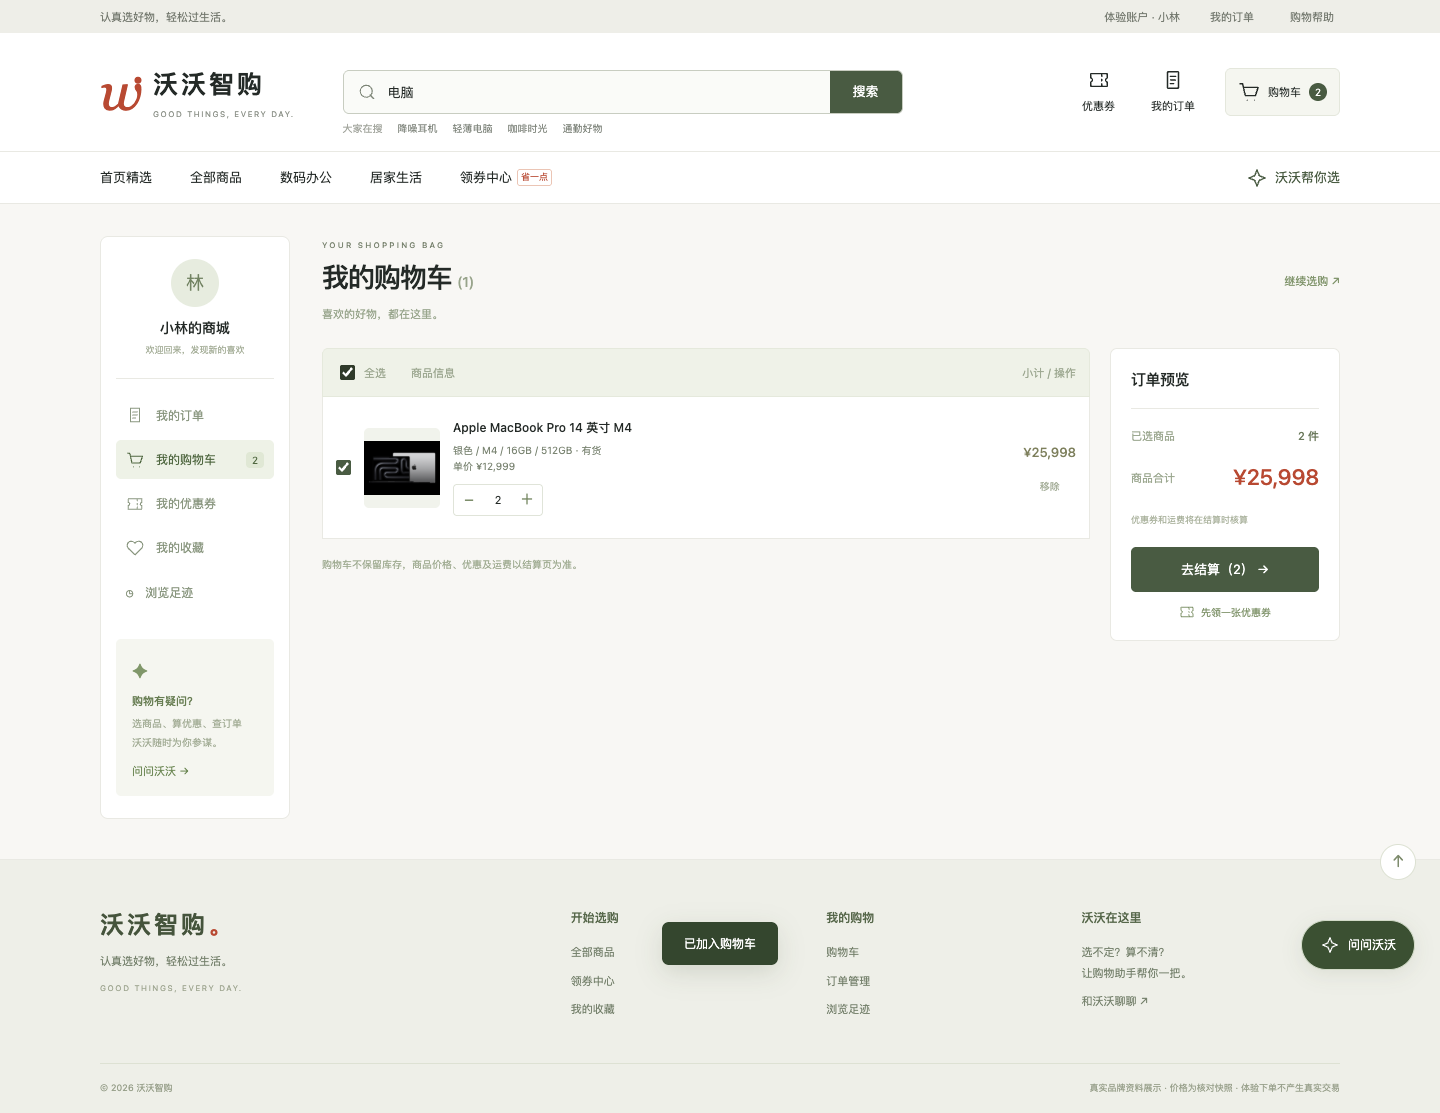 认真选好物，轻松过生活。
体验账户 · 小林
我的订单
购物帮助
w
沃沃智购
GOOD THINGS, EVERY DAY.
电脑
搜索
大家在搜 降噪耳机 轻薄电脑 咖啡时光 通勤好物
优惠券
我的订单
购物车 2
首页精选
全部商品
数码办公
居家生活
领券中心 省一点
沃沃帮你选
林
小林的商城
欢迎回来，发现新的喜欢
我的订单
我的购物车 2
我的优惠券
我的收藏
浏览足迹
购物有疑问?
选商品、算优惠、查订单
沃沃随时为你参谋。
问问沃沃 →
YOUR SHOPPING BAG
我的购物车 (1)
喜欢的好物，都在这里。
继续选购 ↗
全选 商品信息 小计 / 操作
Apple MacBook Pro 14 英寸 M4
银色 / M4 / 16GB / 512GB · 有货
单价 ¥12,999
− 2 +
¥25,998
移除
购物车不保留库存，商品价格、优惠及运费以结算页为准。
订单预览
已选商品 2 件
商品合计 ¥25,998
优惠券和运费将在结算时核算
去结算（2） →
先领一张优惠券
↑
沃沃智购。
认真选好物，轻松过生活。
GOOD THINGS, EVERY DAY.
开始选购
全部商品
领券中心
我的收藏
已加入购物车
我的购物
购物车
订单管理
浏览足迹
沃沃在这里
选不定？算不清？
让购物助手帮你一把。
和沃沃聊聊 ↗
问问沃沃
© 2026 沃沃智购
真实品牌资料展示 · 价格为核对快照 · 体验下单不产生真实交易